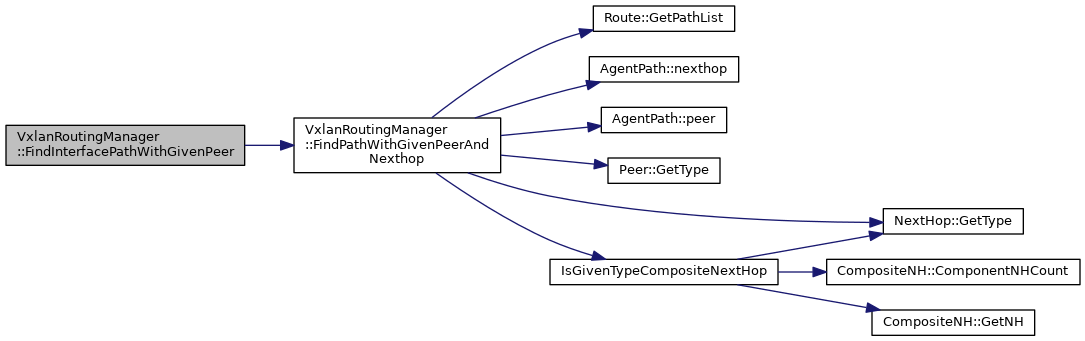 VxlanRoutingManager
::FindInterfacePathWithGivenPeer
VxlanRoutingManager
::FindPathWithGivenPeerAnd
Nexthop
Route::GetPathList
AgentPath::nexthop
AgentPath::peer
Peer::GetType
NextHop::GetType
IsGivenTypeCompositeNextHop
CompositeNH::ComponentNHCount
CompositeNH::GetNH